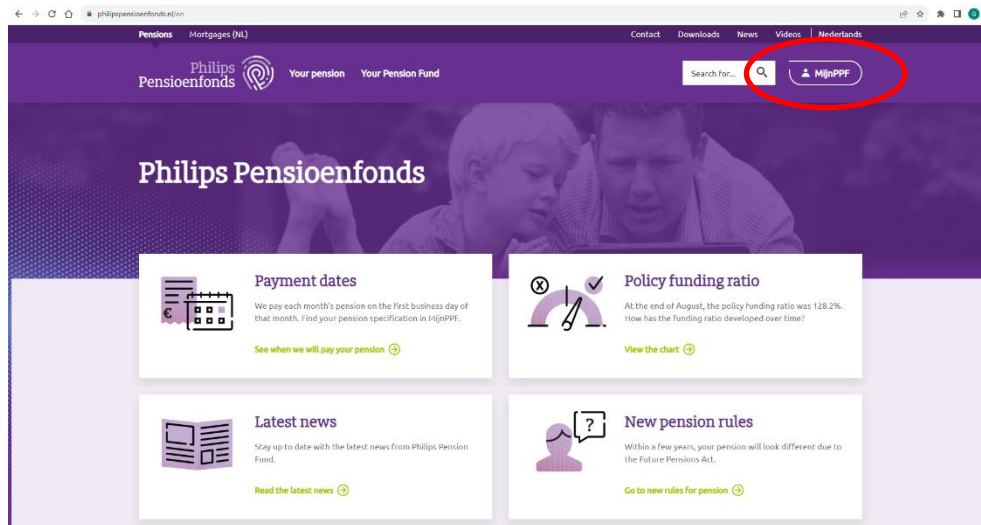 philipspensioenfonds.nl/en
G
Pensions Mortgages (NL) Contact Downloads News Videos Nederlands
Philips
Pensioenfonds
Your pension Your Pension Fund
Search for...
MijnPPF
Philips Pensioenfonds
Payment dates
We pay each month's pension on the first business day of
that month. Find your pension specification in MijnPPF.
See when we will pay your pension
Policy funding ratio
At the end of August, the policy funding ratio was 128.2%.
How has the funding ratio developed over time?
View the chart
Latest news
Stay up to date with the latest news from Philips Pension
Fund.
Read the latest news
New pension rules
Within a few years, your pension will look different due to
the Future Pensions Act.
Go to new rules for pension